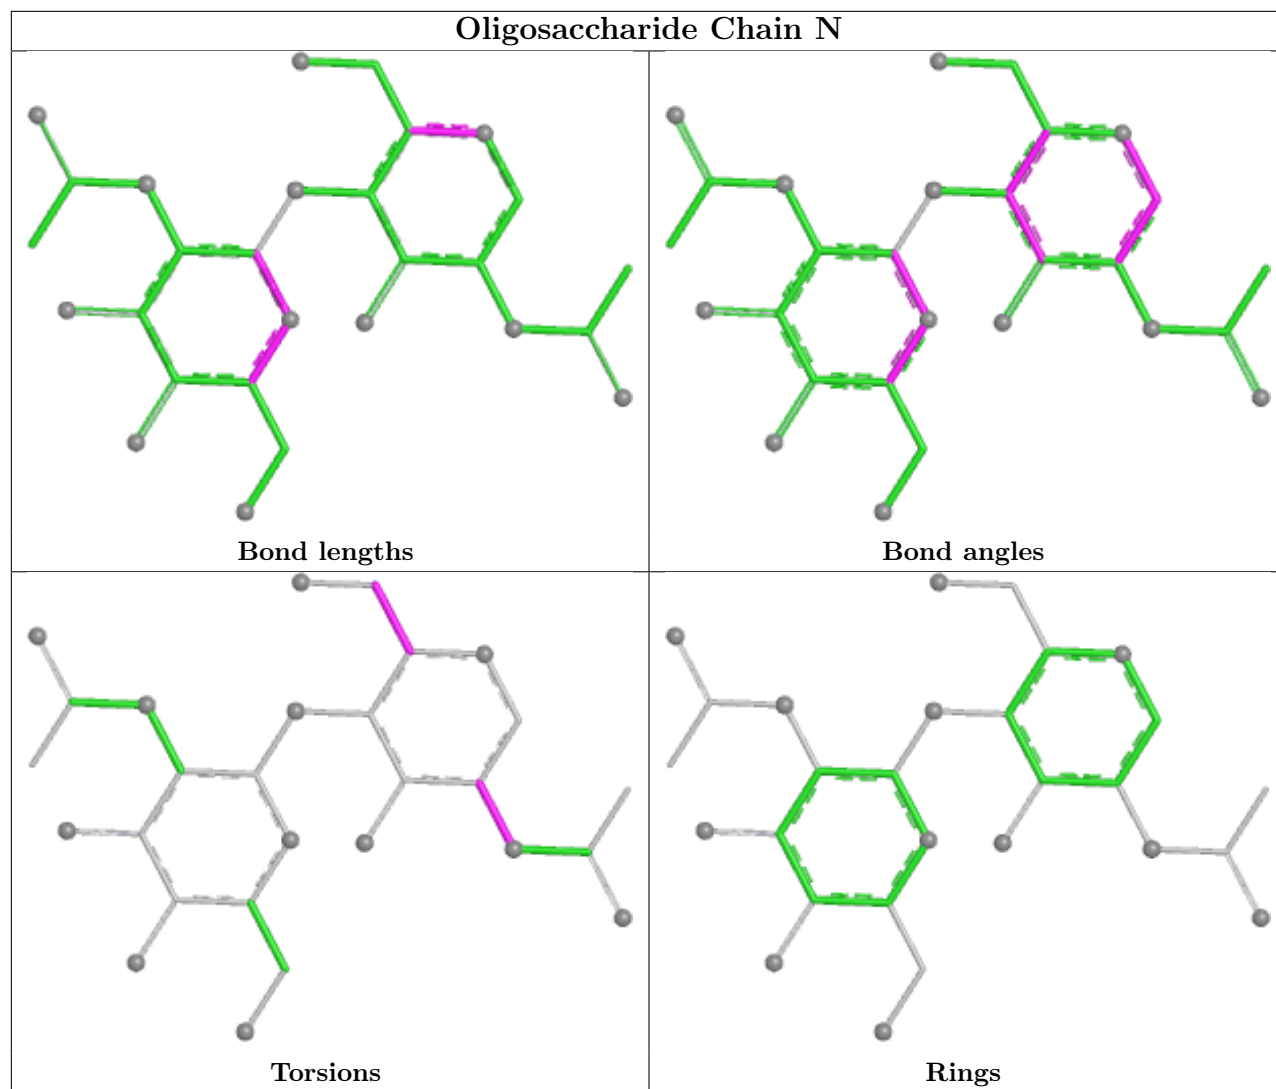 Oligosaccharide Chain N
Bond lengths
Bond angles
Torsions
Rings